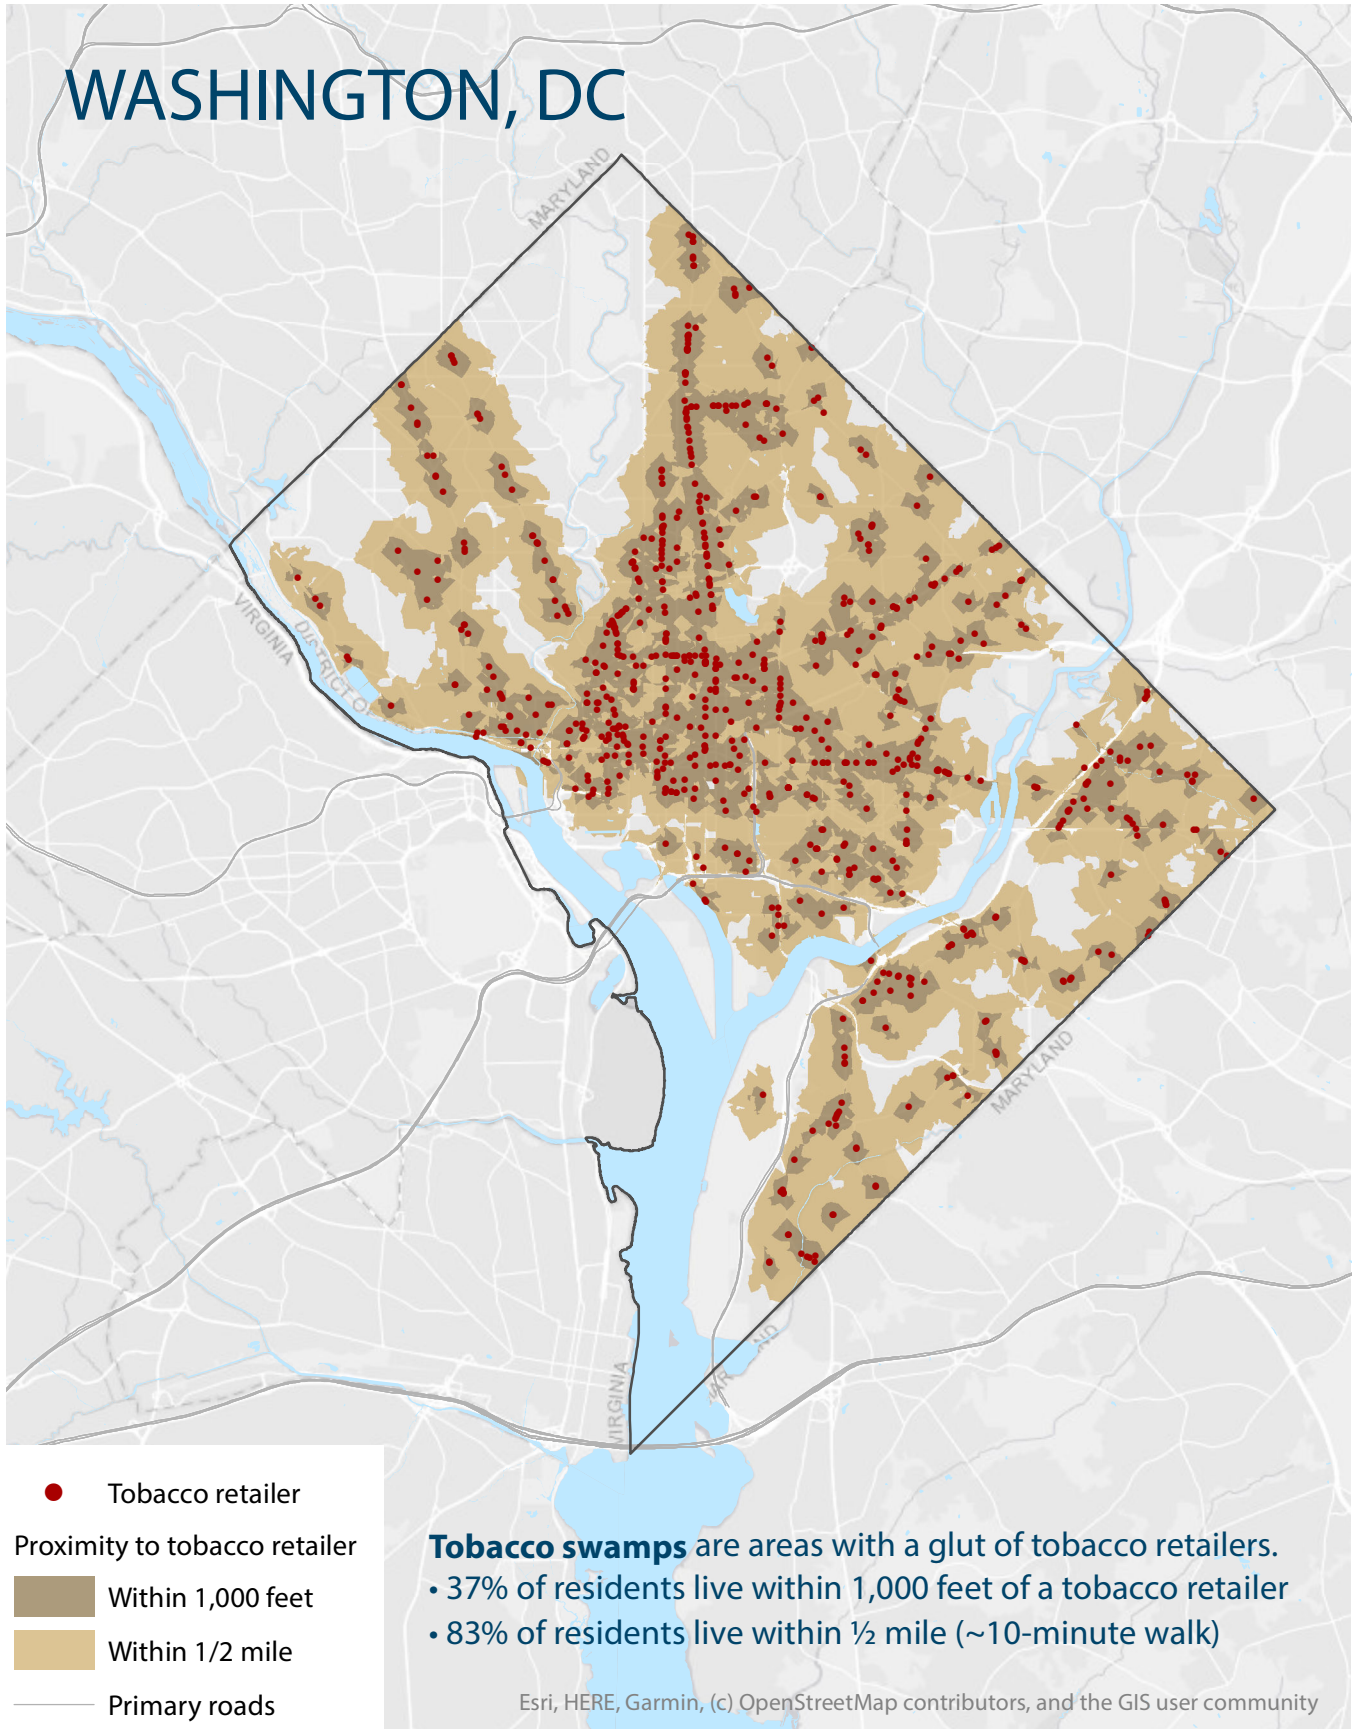 WASHINGTON, DC
MARYLAND
VIRGINIA
DISTRICT O
MARYLAND
VIRGINIA
Tobacco retailer
Proximity to tobacco retailer
Within 1,000 feet
Within 1/2 mile
Primary roads
Tobacco swamps are areas with a glut of tobacco retailers.
• 37% of residents live within 1,000 feet of a tobacco retailer
• 83% of residents live within ½ mile (~10-minute walk)
Esri, HERE, Garmin, (c) OpenStreetMap contributors, and the GIS user community